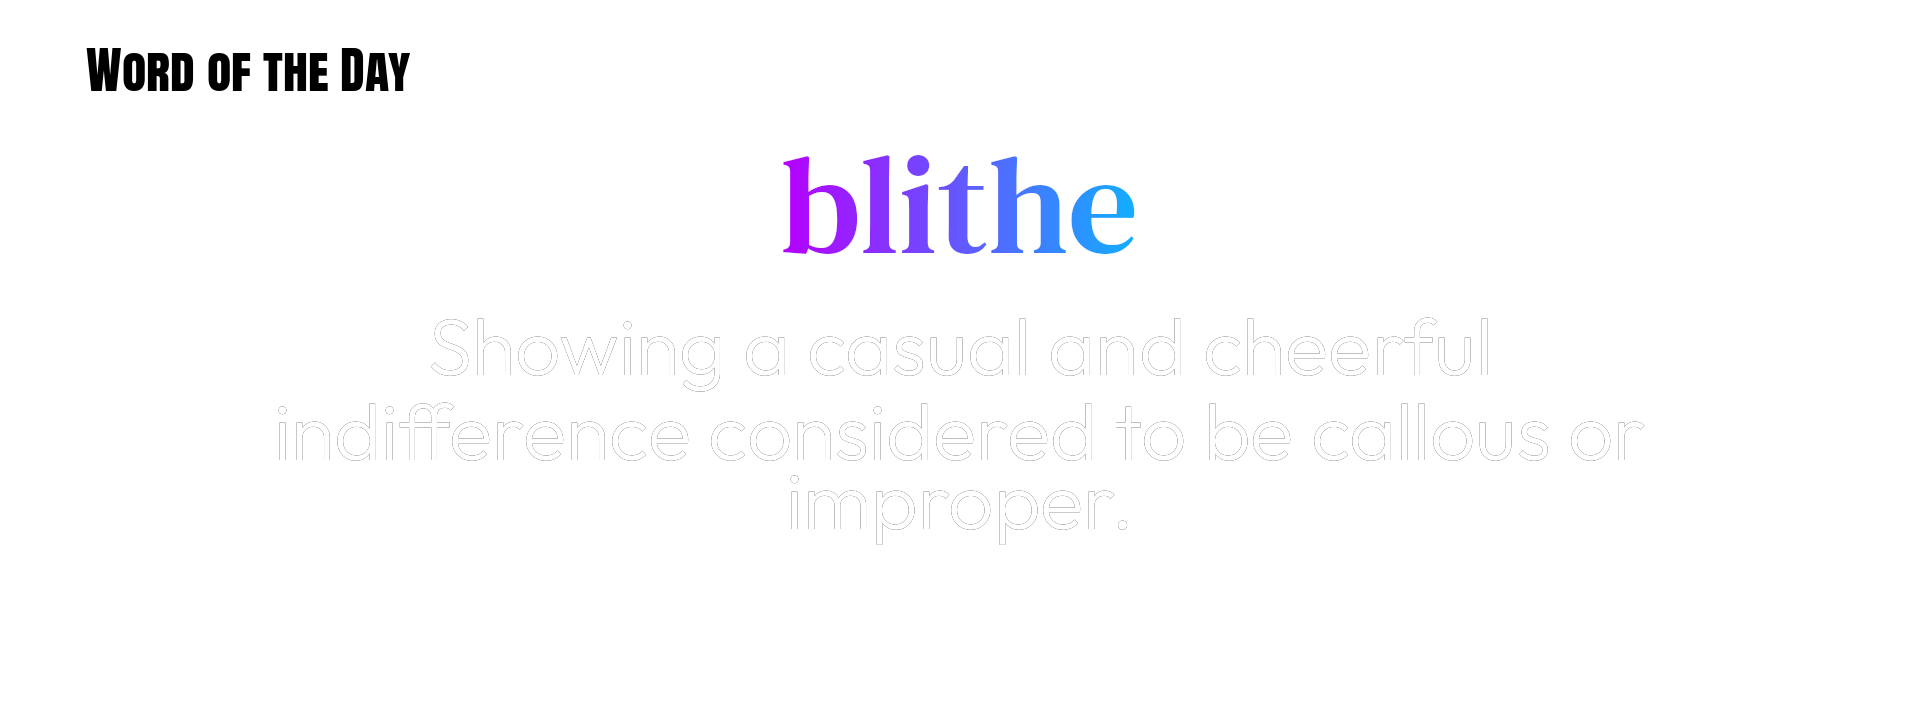 Word of the Day
blithe
Showing a casual and cheerful
indifference considered to be callous or
improper.